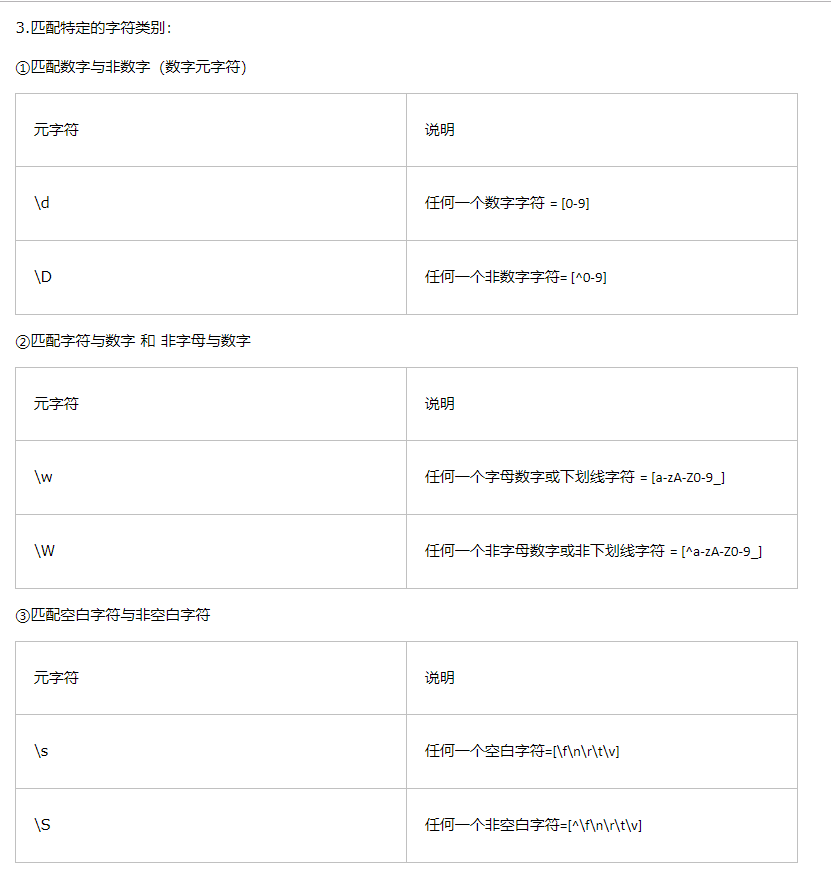 3.匹配特定的字符类别：
①匹配数字与非数字（数字元字符）
元字符 说明
\d 任何一个数字字符 = [0-9]
\D 任何一个非数字字符= [^0-9]
②匹配字符与数字 和 非字母与数字
元字符 说明
\w 任何一个字母数字或下划线字符 = [a-zA-Z0-9_]
\W 任何一个非字母数字或非下划线字符 = [^a-zA-Z0-9_]
③匹配空白字符与非空白字符
元字符 说明
\s 任何一个空白字符=[\f\n\r\t\v]
\S 任何一个非空白字符=[^\f\n\r\t\v]